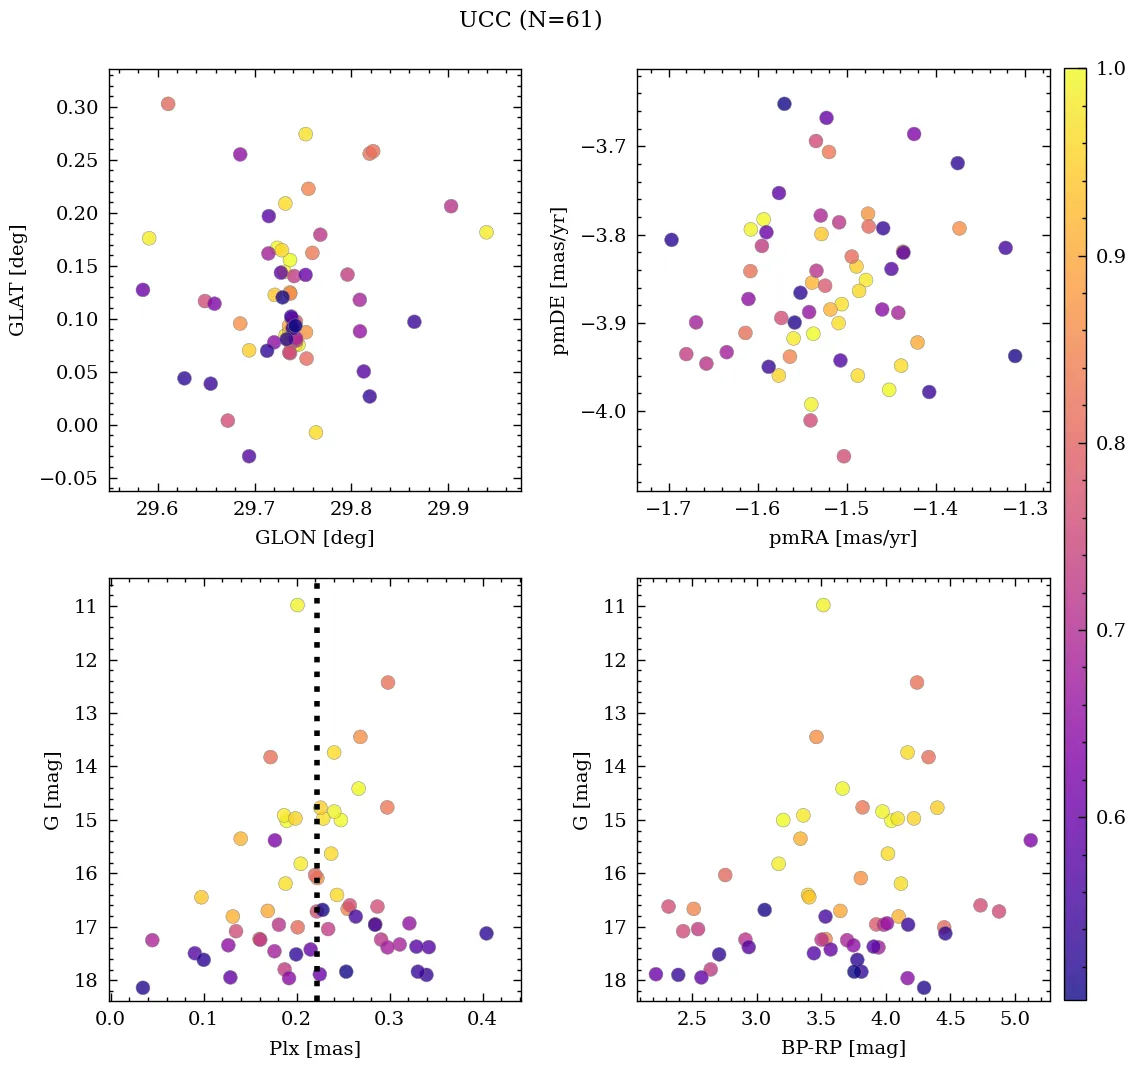 UCC (N=61)
0.30
0.25
0.20
0.15
0.10
0.05
0.00
−0.05
GLAT [deg]
29.6 29.7 29.8 29.9
GLON [deg]
−3.7
−3.8
−3.9
−4.0
pmDE [mas/yr]
−1.7 −1.6 −1.5 −1.4 −1.3
pmRA [mas/yr]
1.0
0.9
0.8
0.7
0.6
11
12
13
14
15
16
17
18
G [mag]
0.0 0.1 0.2 0.3 0.4
Plx [mas]
11
12
13
14
15
16
17
18
G [mag]
2.5 3.0 3.5 4.0 4.5 5.0
BP-RP [mag]